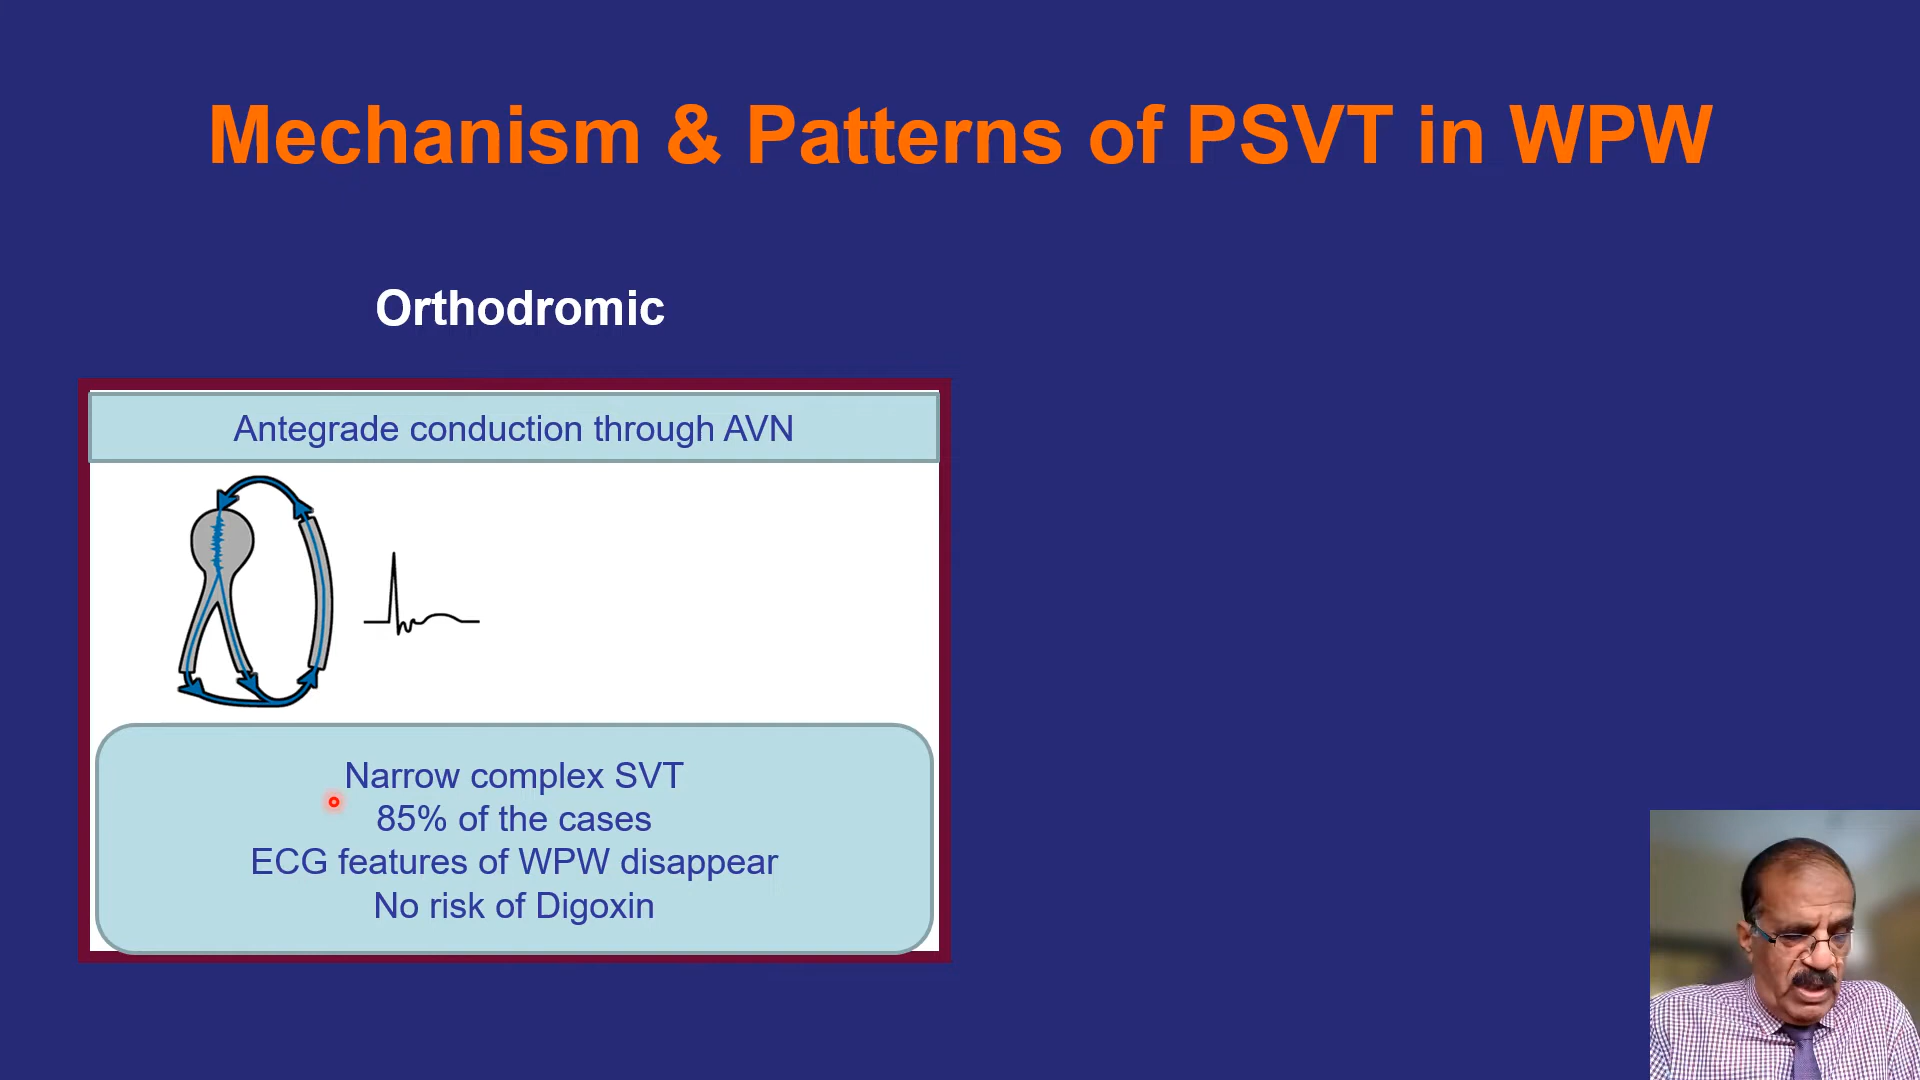 Mechanism & Patterns of PSVT in WPW
Orthodromic
Antegrade conduction through AVN
Narrow complex SVT
85% of the cases
ECG features of WPW disappear
No risk of Digoxin